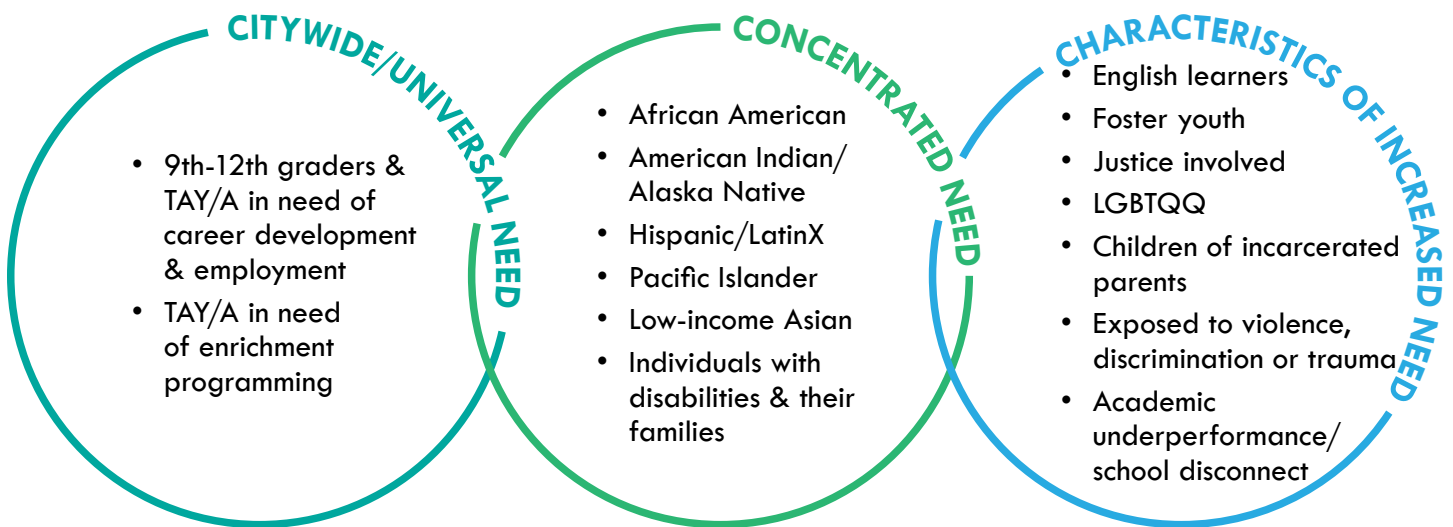 CITYWIDE/UNIVERSAL NEED
• 9th-12th graders &
TAY/A in need of
career development
& employment
• TAY/A in need
of enrichment
programming
CONCENTRATED NEED
• African American
• American Indian/
Alaska Native
• Hispanic/LatinX
• Pacific Islander
• Low-income Asian
• Individuals with
disabilities & their
families
CHARACTERISTICS OF INCREASED NEED
• English learners
• Foster youth
• Justice involved
• LGBTQQ
• Children of incarcerated
parents
• Exposed to violence,
discrimination or trauma
• Academic
underperformance/
school disconnect